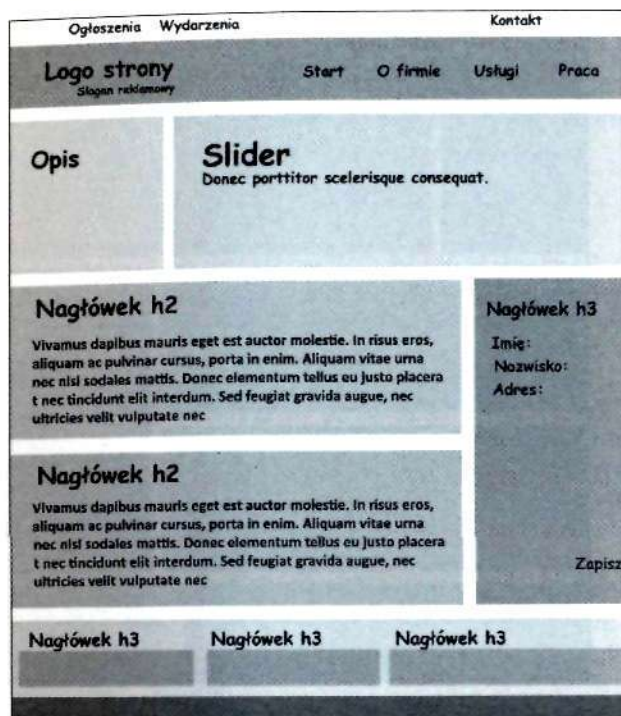 Ogłoszenia Wydarzenia Kontakt
Logo strony
Slogan reklamowy
Start O firmie Usługi Praca
Opis
Slider
Donec porttitor scelerisque consequat.
Nagłówek h2
Vivamus dapibus mauris eget est auctor molestie. In risus eros,
aliquam ac pulvinar cursus, porta in enim. Aliquam vitae urna
nec nisl sodales mattis. Donec elementum tellus eu justo placera
t nec tincidunt elit interdum. Sed feugiat gravida augue, nec
ultricies velit vulputate nec
Nagłówek h2
Vivamus dapibus mauris eget est auctor molestie. In risus eros,
aliquam ac pulvinar cursus, porta in enim. Aliquam vitae urna
nec nisl sodales mattis. Donec elementum tellus eu justo placera
t nec tincidunt elit interdum. Sed feugiat gravida augue, nec
ultricies velit vulputate nec
Nagłówek h3
Imię:
Nazwisko:
Adres:
Zapisz
Nagłówek h3 Nagłówek h3 Nagłówek h3